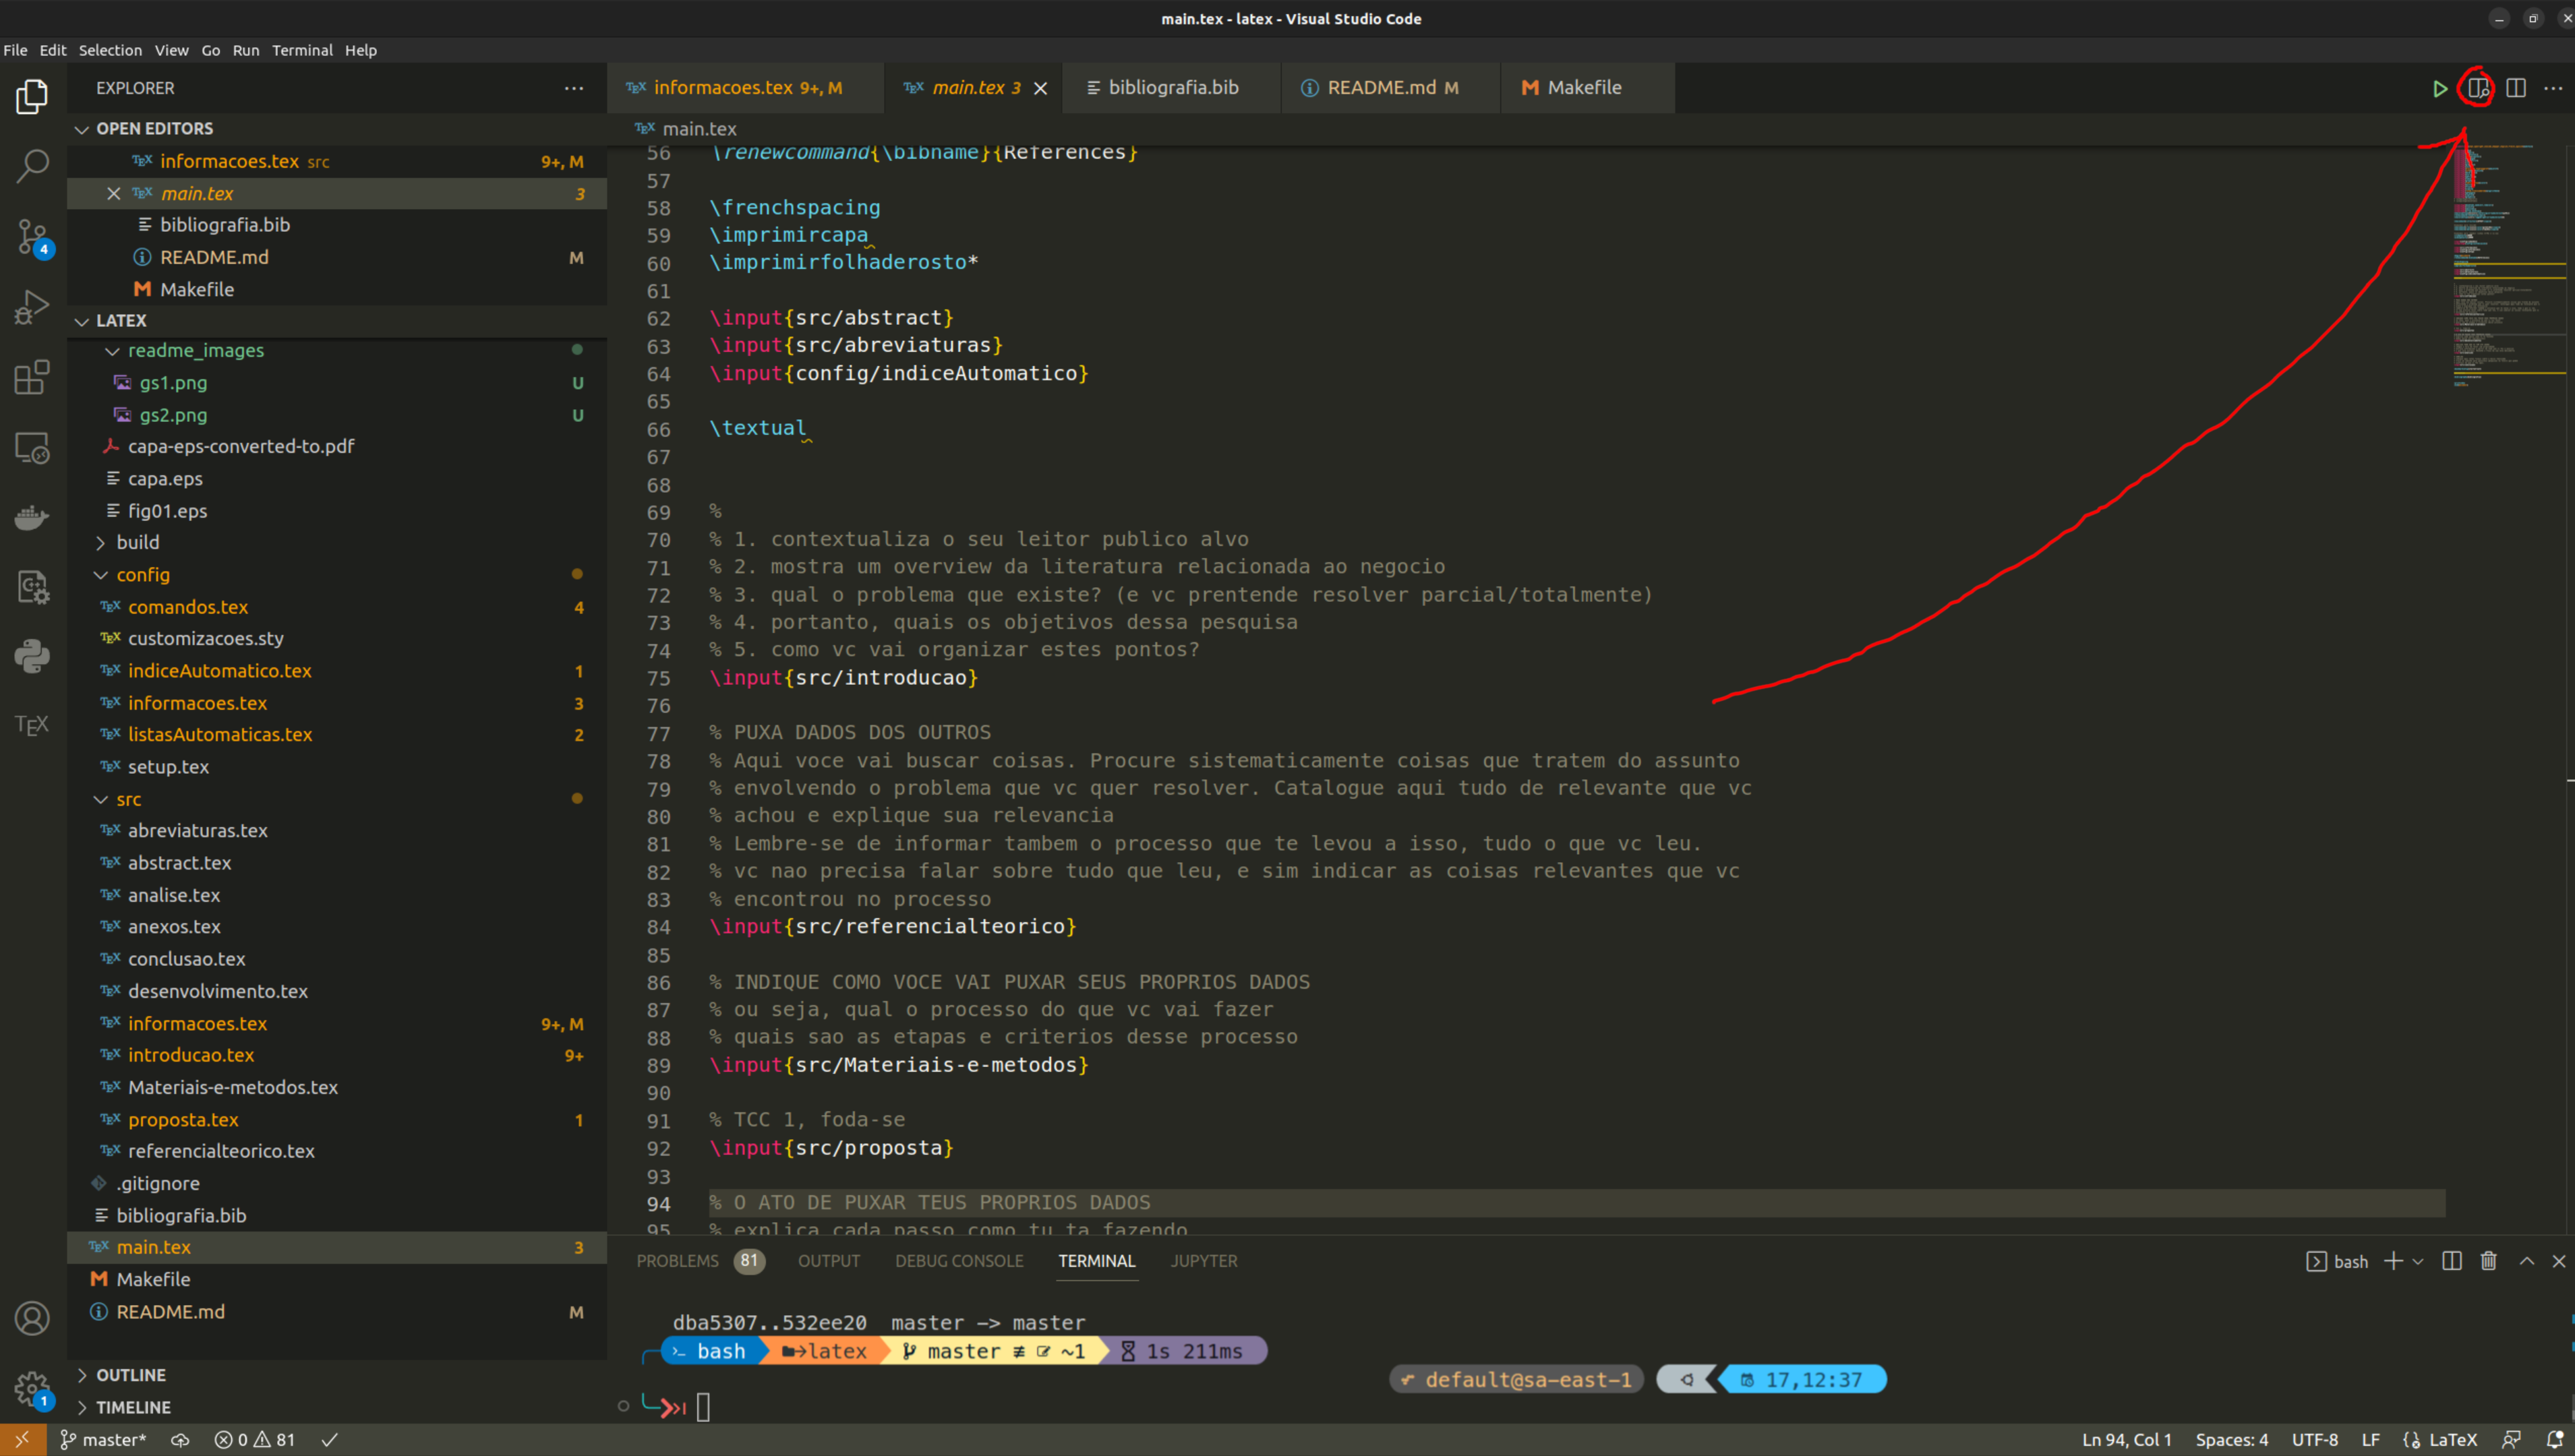 main.tex - latex - Visual Studio Code
File Edit Selection View Go Run Terminal Help
EXPLORER
informacoes.tex 9+, M
main.tex 3
bibliografia.bib
README.md M
Makefile
OPEN EDITORS
informacoes.tex src 9+, M
main.tex 3
bibliografia.bib
README.md M
Makefile
LATEX
readme_images
gs1.png U
gs2.png U
capa-eps-converted-to.pdf
capa.eps
fig01.eps
build
config
comandos.tex 4
customizacoes.sty
indiceAutomatico.tex 1
informacoes.tex 3
listasAutomaticas.tex 2
setup.tex
src
abreviaturas.tex
abstract.tex
analise.tex
anexos.tex
conclusao.tex
desenvolvimento.tex
informacoes.tex 9+, M
introducao.tex 9+
Materiais-e-metodos.tex
proposta.tex 1
referencialteorico.tex
.gitignore
bibliografia.bib
main.tex 3
Makefile
README.md M
OUTLINE
TIMELINE
main.tex
56 \renewcommand{\bibname}{References}
57
58 \frenchspacing
59 \imprimircapa
60 \imprimirfolhaderosto*
61
62 \input{src/abstract}
63 \input{src/abreviaturas}
64 \input{config/indiceAutomatico}
65
66 \textual
67
68
69 %
70 % 1. contextualiza o seu leitor publico alvo
71 % 2. mostra um overview da literatura relacionada ao negocio
72 % 3. qual o problema que existe? (e vc prentende resolver parcial/totalmente)
73 % 4. portanto, quais os objetivos dessa pesquisa
74 % 5. como vc vai organizar estes pontos?
75 \input{src/introducao}
76
77 % PUXA DADOS DOS OUTROS
78 % Aqui voce vai buscar coisas. Procure sistematicamente coisas que tratem do assunto
79 % envolvendo o problema que vc quer resolver. Catalogue aqui tudo de relevante que vc
80 % achou e explique sua relevancia
81 % Lembre-se de informar tambem o processo que te levou a isso, tudo o que vc leu.
82 % vc nao precisa falar sobre tudo que leu, e sim indicar as coisas relevantes que vc
83 % encontrou no processo
84 \input{src/referencialteorico}
85
86 % INDIQUE COMO VOCE VAI PUXAR SEUS PROPRIOS DADOS
87 % ou seja, qual o processo do que vc vai fazer
88 % quais sao as etapas e criterios desse processo
89 \input{src/Materiais-e-metodos}
90
91 % TCC 1, foda-se
92 \input{src/proposta}
93
94 % O ATO DE PUXAR TEUS PROPRIOS DADOS
95 % explica cada passo como tu ta fazendo
PROBLEMS 81 OUTPUT DEBUG CONSOLE TERMINAL JUPYTER
bash
dba5307..532ee20 master -> master
bash latex master ≢ ~1 1s 211ms
default@sa-east-1 17,12:37
4
TEX
1
master* 0 81
Ln 94, Col 1 Spaces: 4 UTF-8 LF LaTeX